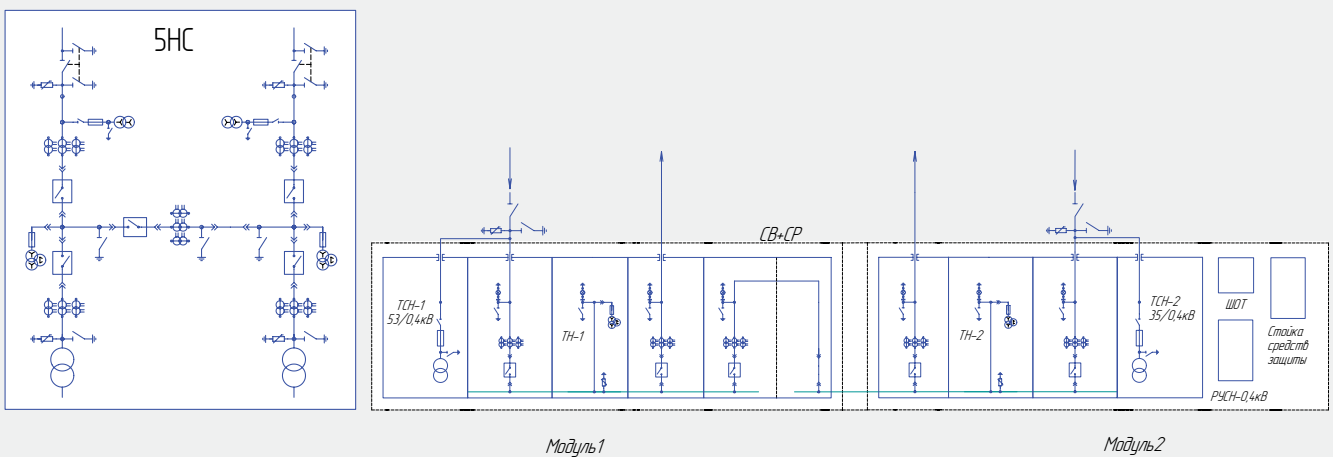 5НС
СВ+СР
ТСН-1
53/0,4кВ
ТН-1
ТН-2
ТСН-2
35/0,4кВ
ШОТ
Стойка
средств
защиты
РУСН-0,4кВ
Модуль1
Модуль2